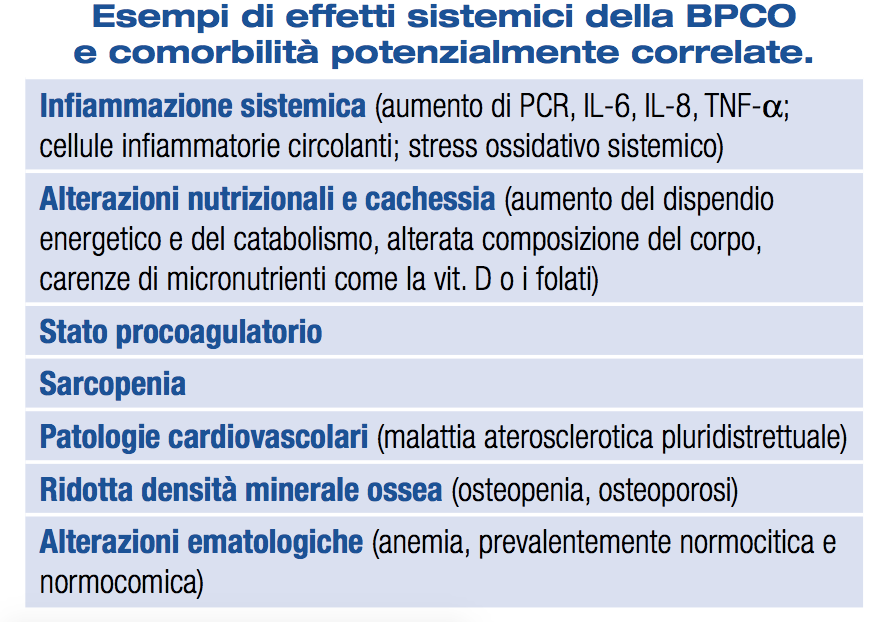 Esempi di effetti sistemici della BPCO
e comorbilità potenzialmente correlate.
Infiammazione sistemica (aumento di PCR, IL-6, IL-8, TNF-α;
cellule infiammatorie circolanti; stress ossidativo sistemico)
Alterazioni nutrizionali e cachessia (aumento del dispendio
energetico e del catabolismo, alterata composizione del corpo,
carenze di micronutrienti come la vit. D o i folati)
Stato procoagulatorio
Sarcopenia
Patologie cardiovascolari (malattia aterosclerotica pluridistrettuale)
Ridotta densità minerale ossea (osteopenia, osteoporosi)
Alterazioni ematologiche (anemia, prevalentemente normocitica e
normocomica)